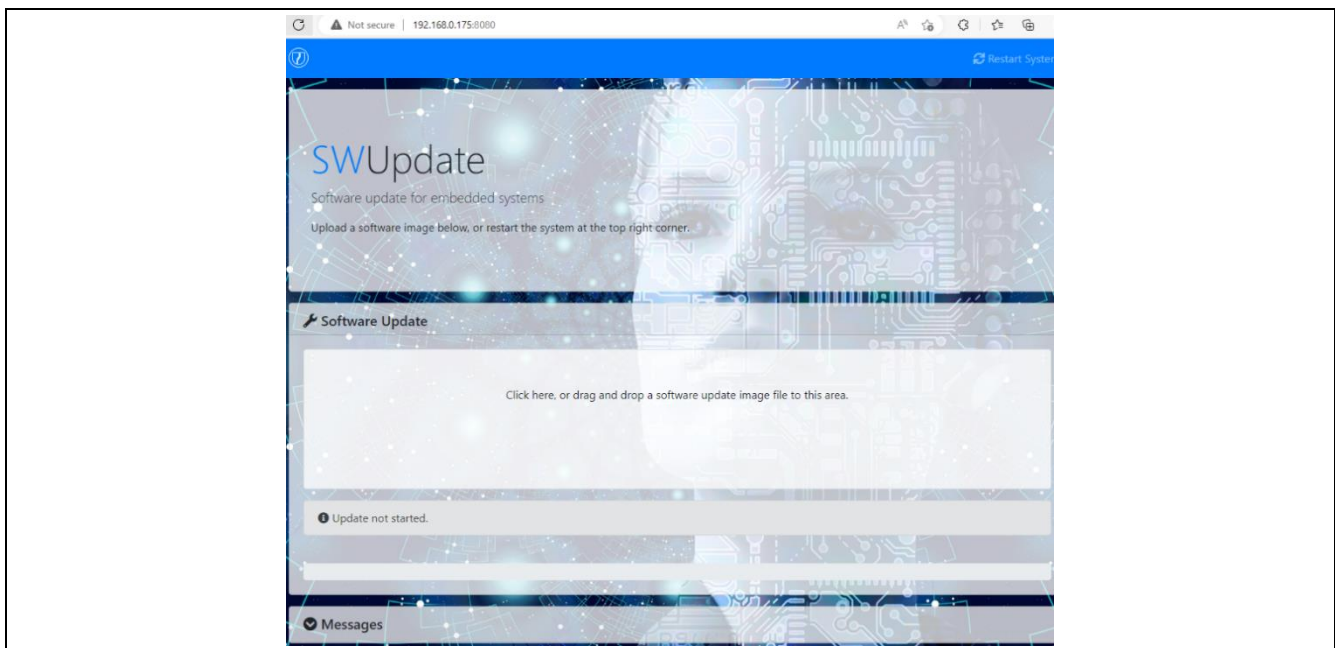 Not secure | 192.168.0.175:8080
Restart System
SWUpdate
Software update for embedded systems
Upload a software image below, or restart the system at the top right corner.
Software Update
Click here, or drag and drop a software update image file to this area.
Update not started.
Messages